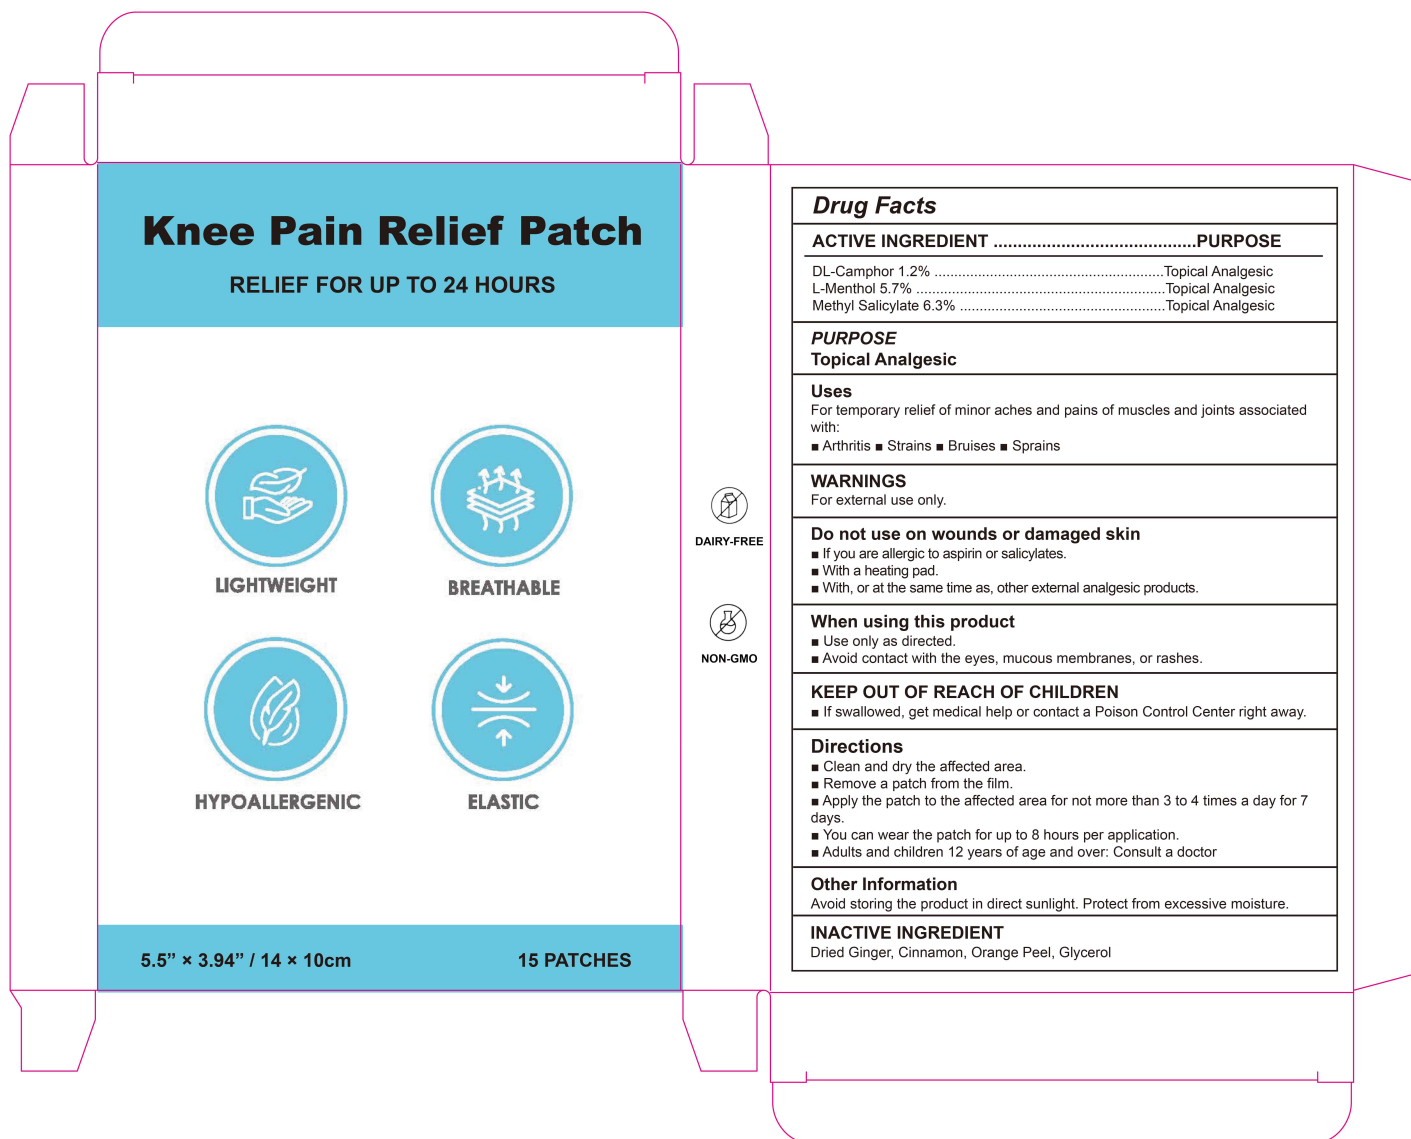 Knee Pain Relief Patch
RELIEF FOR UP TO 24 HOURS
LIGHTWEIGHT
BREATHABLE
HYPOALLERGENIC
ELASTIC
5.5” × 3.94” / 14 × 10cm
15 PATCHES
DAIRY-FREE
NON-GMO
Drug Facts
ACTIVE INGREDIENT ..........................................PURPOSE
DL-Camphor 1.2% ..........................................................Topical Analgesic
L-Menthol 5.7% ...............................................................Topical Analgesic
Methyl Salicylate 6.3% ....................................................Topical Analgesic
PURPOSE
Topical Analgesic
Uses
For temporary relief of minor aches and pains of muscles and joints associated
with:
■ Arthritis ■ Strains ■ Bruises ■ Sprains
WARNINGS
For external use only.
Do not use on wounds or damaged skin
■ If you are allergic to aspirin or salicylates.
■ With a heating pad.
■ With, or at the same time as, other external analgesic products.
When using this product
■ Use only as directed.
■ Avoid contact with the eyes, mucous membranes, or rashes.
KEEP OUT OF REACH OF CHILDREN
■ If swallowed, get medical help or contact a Poison Control Center right away.
Directions
■ Clean and dry the affected area.
■ Remove a patch from the film.
■ Apply the patch to the affected area for not more than 3 to 4 times a day for 7
days.
■ You can wear the patch for up to 8 hours per application.
■ Adults and children 12 years of age and over: Consult a doctor
Other Information
Avoid storing the product in direct sunlight. Protect from excessive moisture.
INACTIVE INGREDIENT
Dried Ginger, Cinnamon, Orange Peel, Glycerol